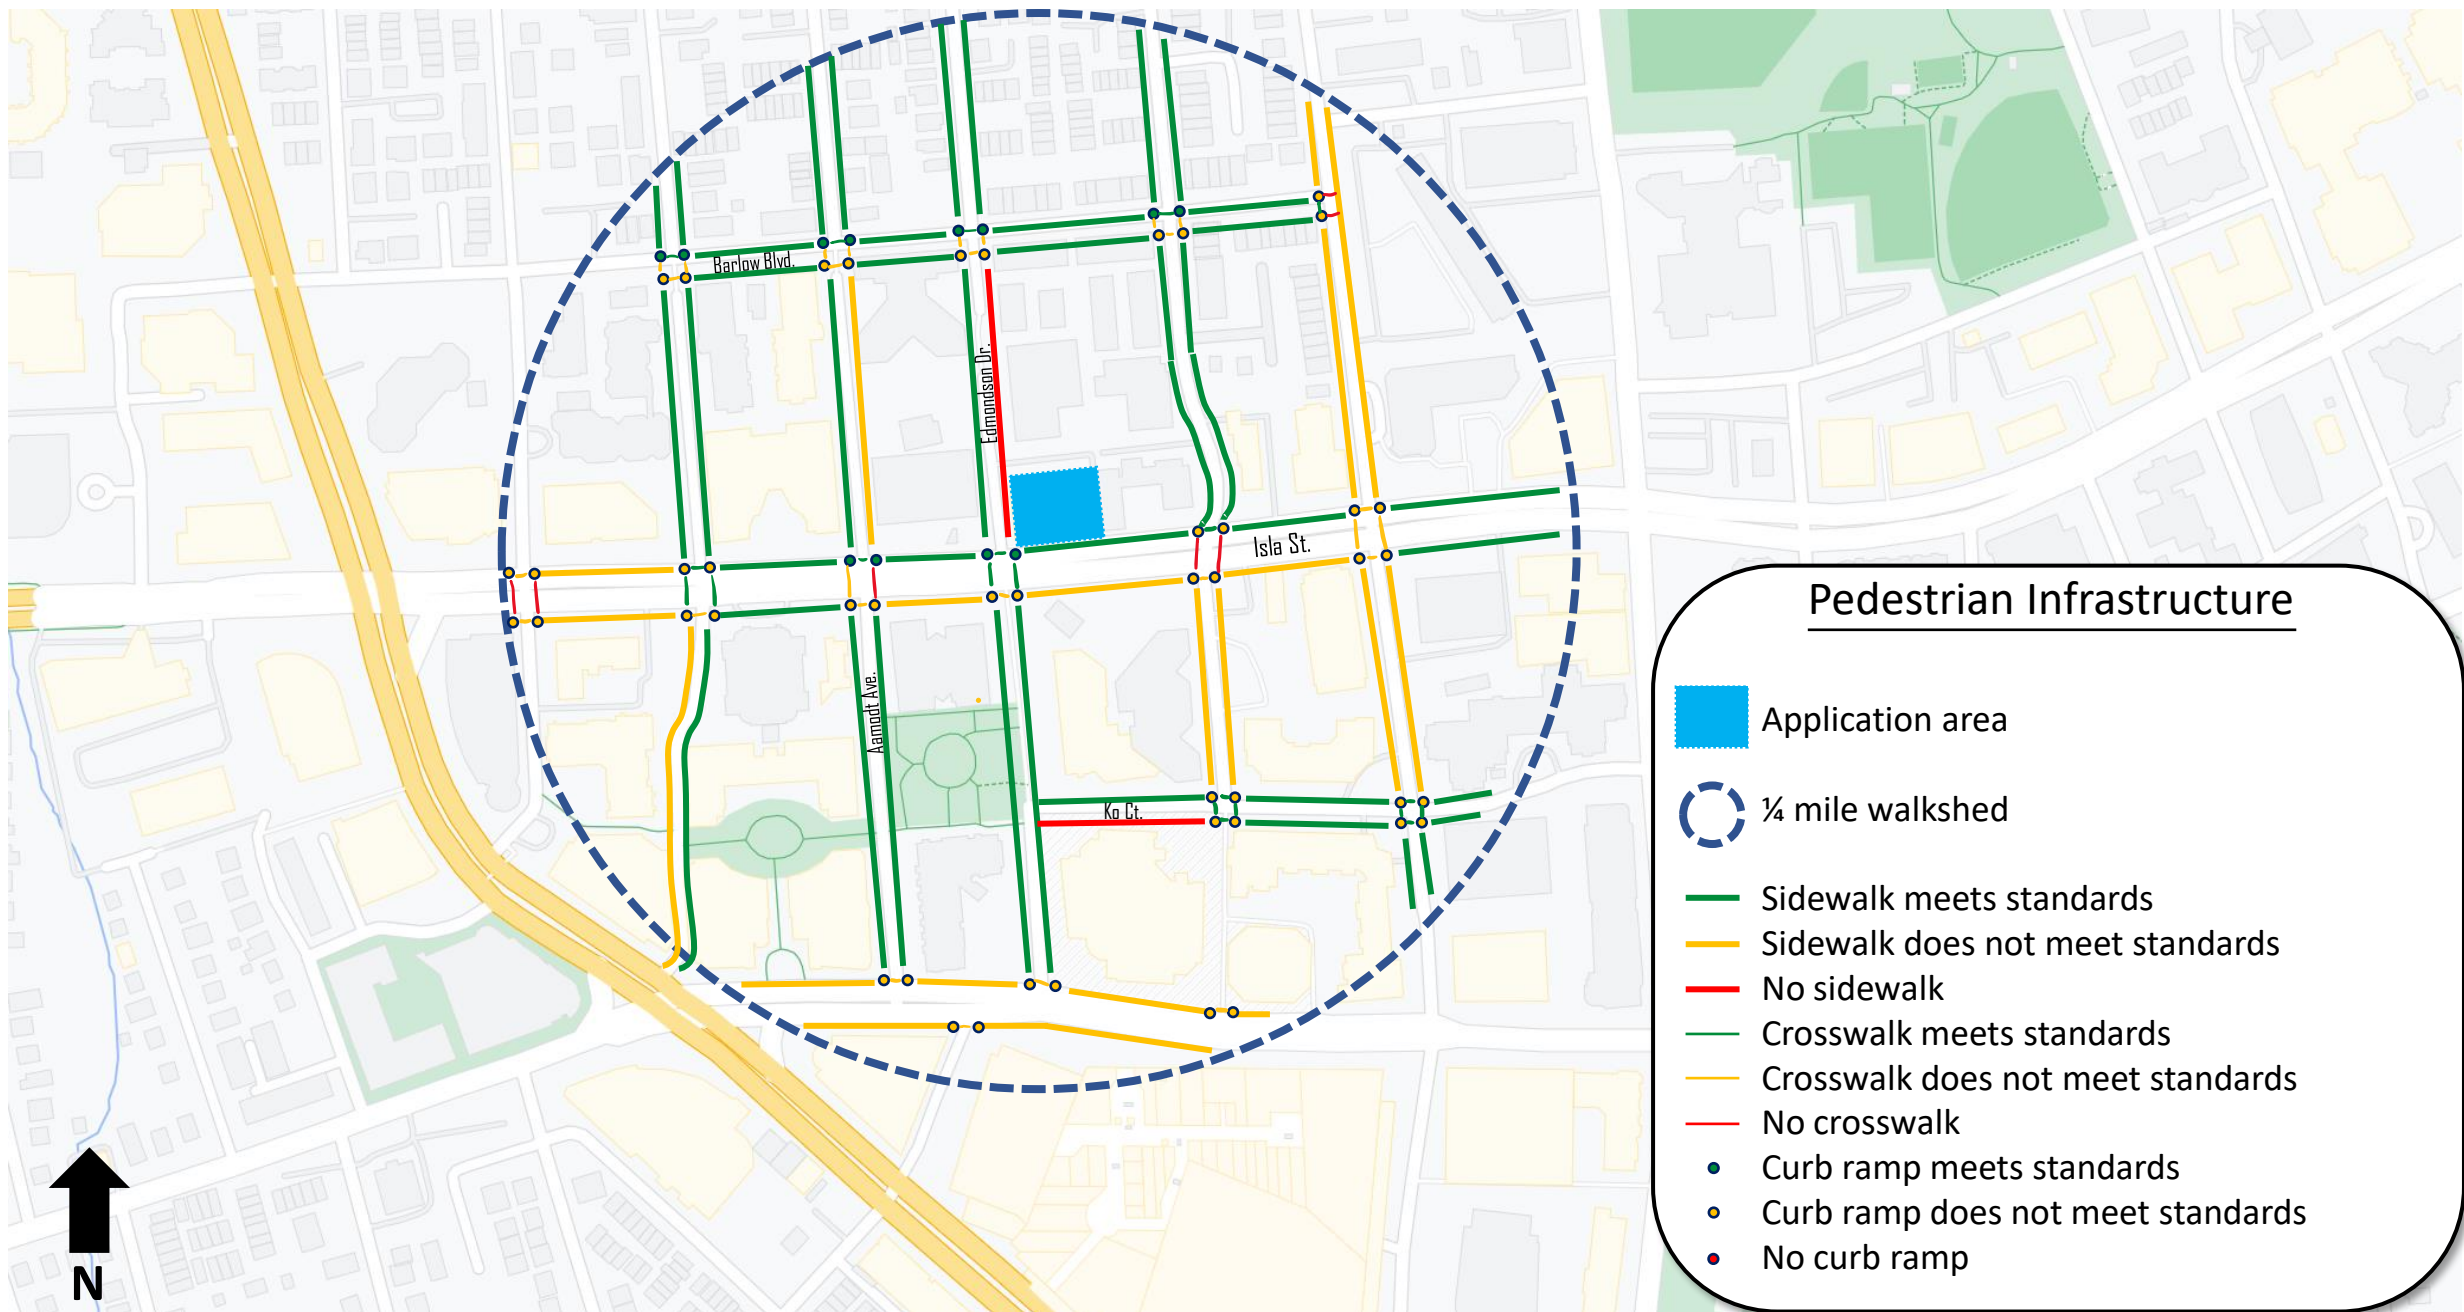 Barlow Blvd.
Edmondson Dr.
Isla St.
Aamodt Ave.
Ko Ct.
N
Pedestrian Infrastructure
Application area
¼ mile walkshed
Sidewalk meets standards
Sidewalk does not meet standards
No sidewalk
Crosswalk meets standards
Crosswalk does not meet standards
No crosswalk
Curb ramp meets standards
Curb ramp does not meet standards
No curb ramp